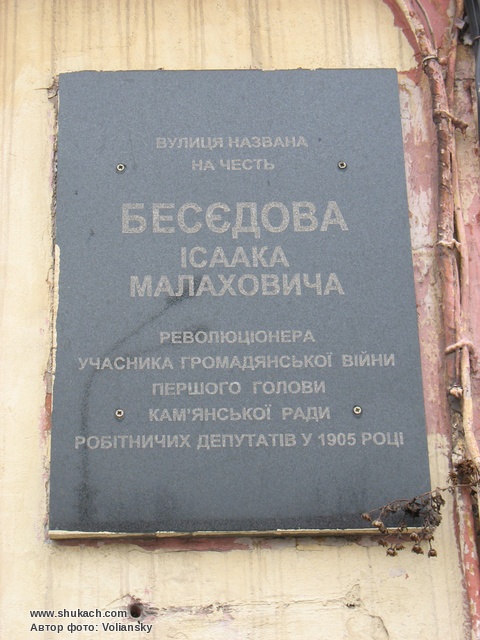 ВУЛИЦЯ НАЗВАНА
НА ЧЕСТЬ
БЕСЄДОВА
ІСААКА
МАЛАХОВИЧА
РЕВОЛЮЦІОНЕРА
УЧАСНИКА ГРОМАДЯНСЬКОЇ ВІЙНИ
ПЕРШОГО ГОЛОВИ
КАМ'ЯНСЬКОЇ РАДИ
РОБІТНИЧИХ ДЕПУТАТІВ У 1905 РОЦІ
www.shukach.com
Автор фото: Voliansky